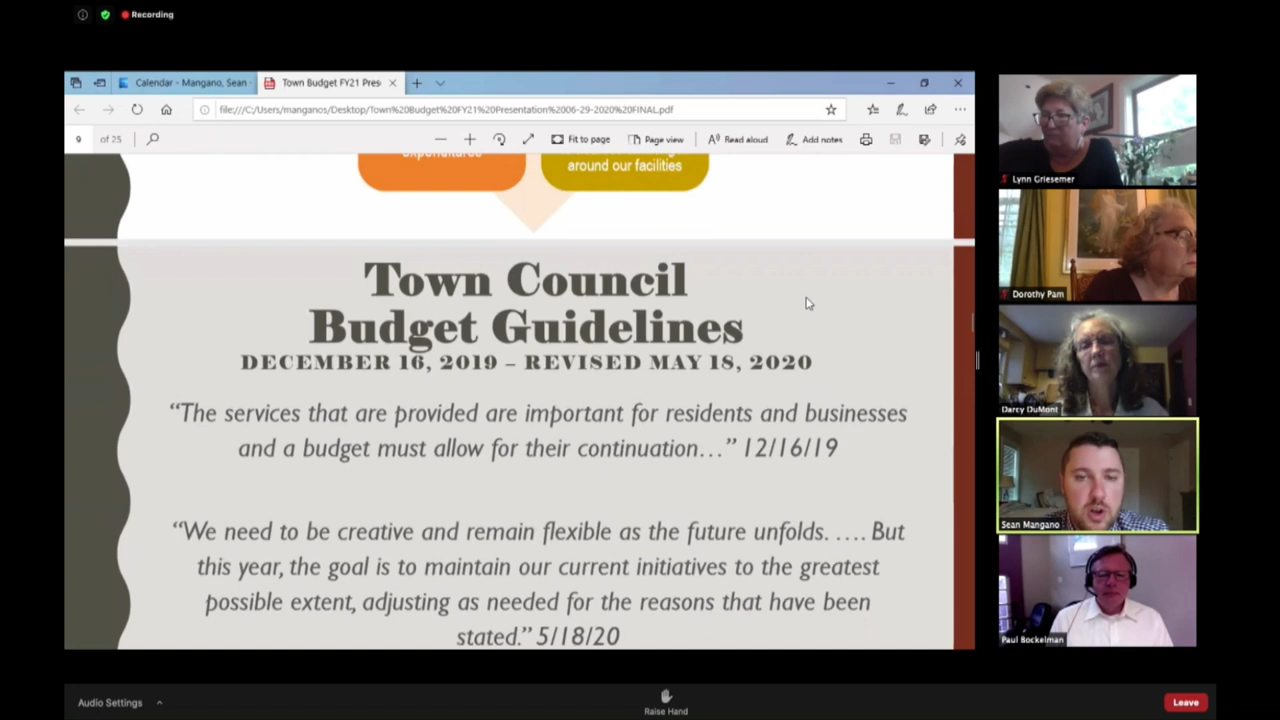 Recording
Calendar - Mangano, Sean
Town Budget FY21 Pres
file:///C:/Users/manganos/Desktop/Town%20Budget%20FY21%20Presentation%2006-29-2020%20FINAL.pdf
9 of 25
Fit to page
Page view
Read aloud
Add notes
expenditures
around our facilities
Town Council
Budget Guidelines
DECEMBER 16, 2019 – REVISED MAY 18, 2020
“The services that are provided are important for residents and businesses
and a budget must allow for their continuation…” 12/16/19
“We need to be creative and remain flexible as the future unfolds. …. But
this year, the goal is to maintain our current initiatives to the greatest
possible extent, adjusting as needed for the reasons that have been
stated.” 5/18/20
Lynn Griesemer
Dorothy Pam
Darcy DuMont
Sean Mangano
Paul Bockelman
Audio Settings
Raise Hand
Leave